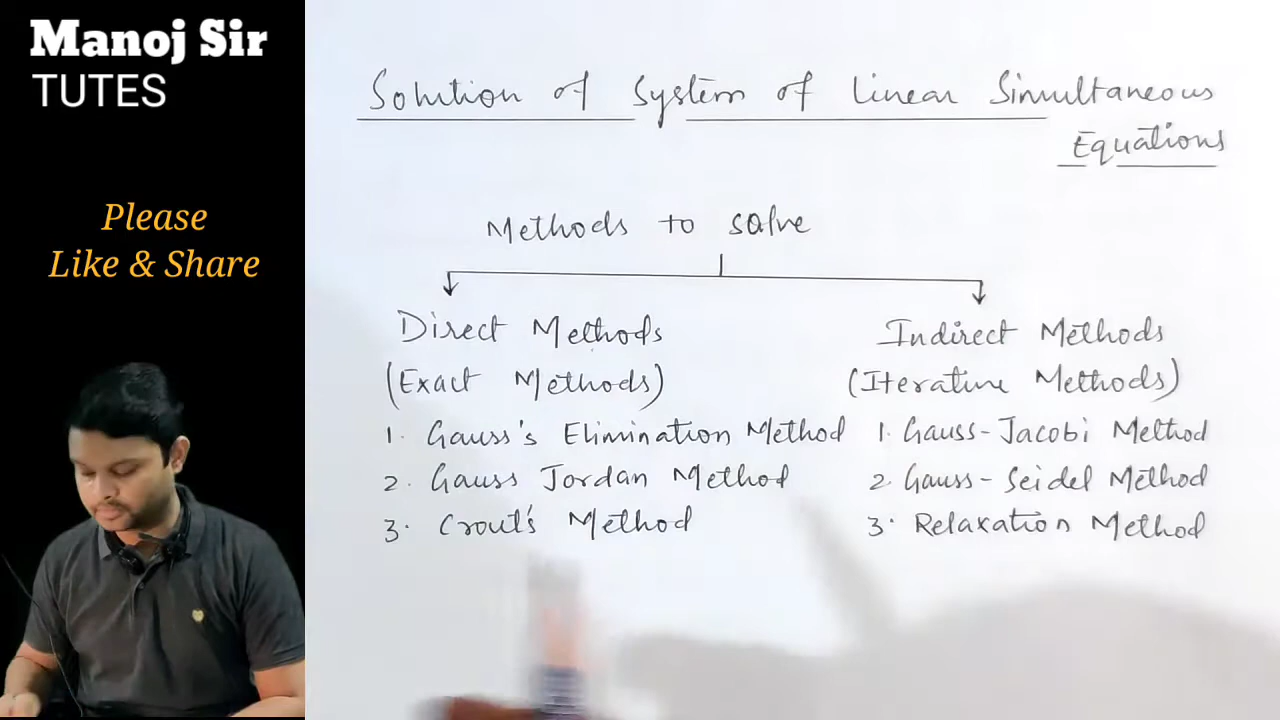 Manoj Sir
TUTES
Please
Like & Share
Solution of System of Linear Simultaneous
Equations
Methods to solve
Direct Methods
(Exact Methods)
1. Gauss's Elimination Method
2. Gauss Jordan Method
3. Crout's Method
Indirect Methods
(Iterative Methods)
1. Gauss-Jacobi Method
2. Gauss-Seidel Method
3. Relaxation Method